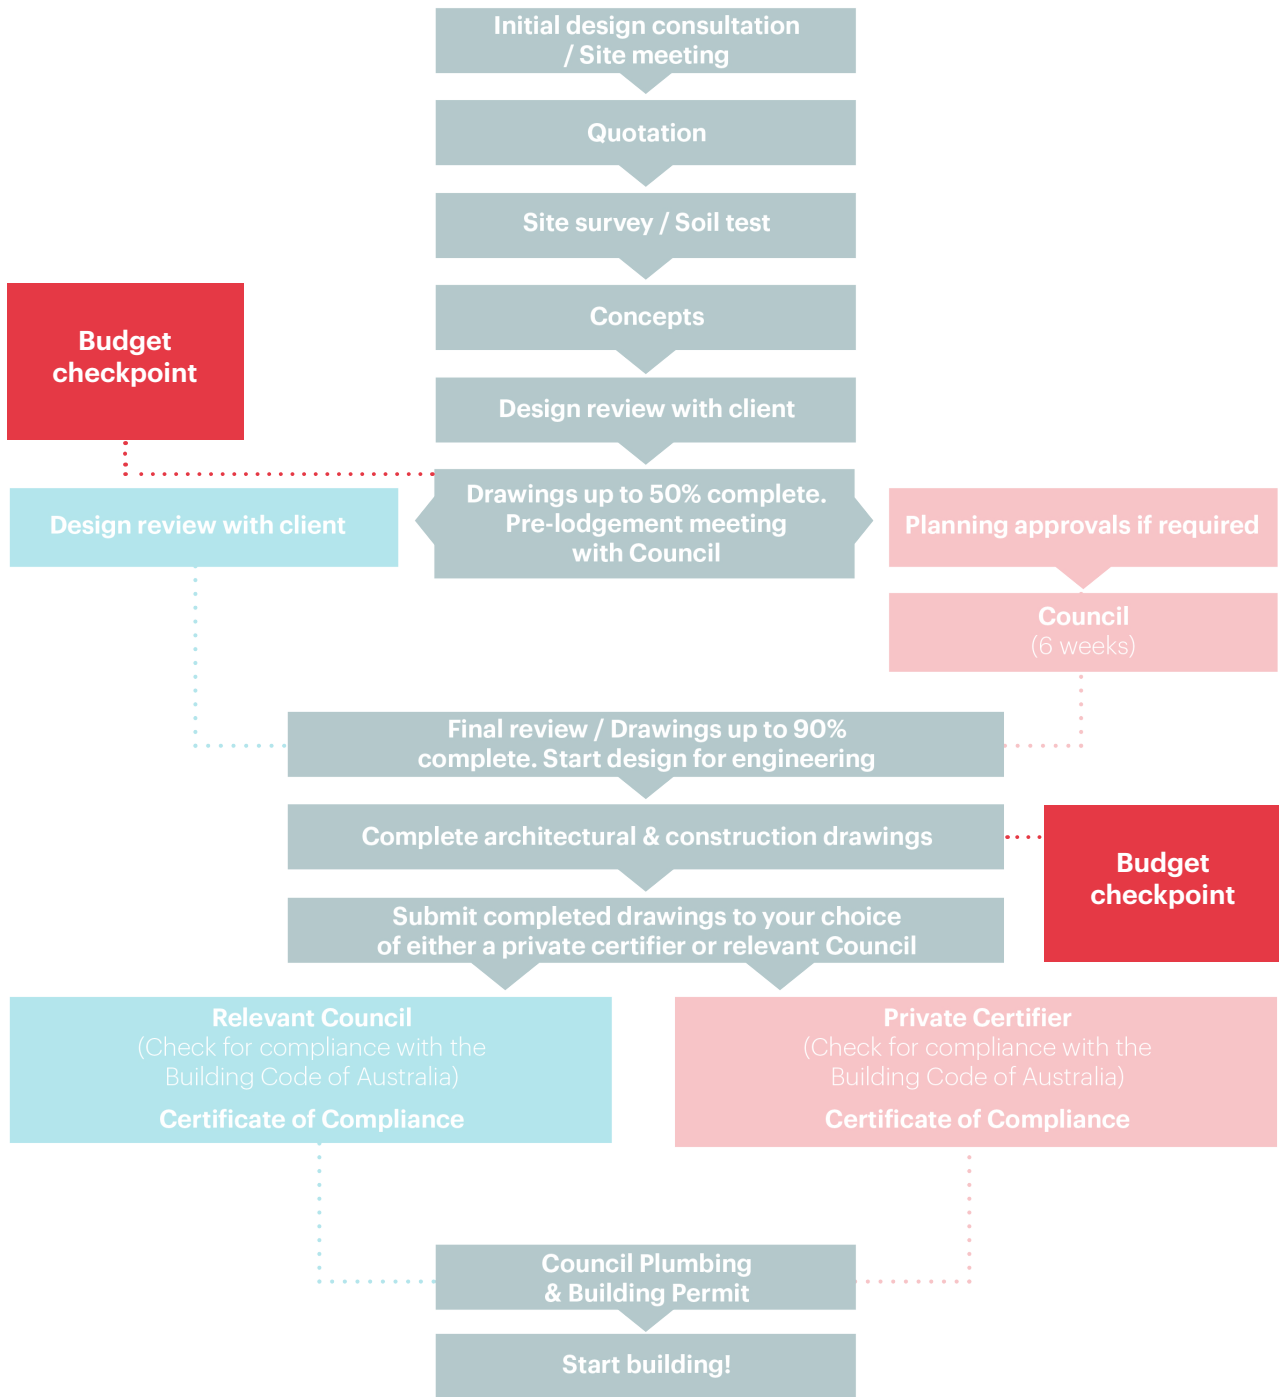 Initial design consultation
/ Site meeting
Quotation
Site survey / Soil test
Concepts
Budget
checkpoint
Design review with client
Drawings up to 50% complete.
Pre-lodgement meeting
with Council
Design review with client
Planning approvals if required
Council
(6 weeks)
Final review / Drawings up to 90%
complete. Start design for engineering
Complete architectural & construction drawings
Budget
checkpoint
Submit completed drawings to your choice
of either a private certifier or relevant Council
Relevant Council
(Check for compliance with the
Building Code of Australia)
Certificate of Compliance
Private Certifier
(Check for compliance with the
Building Code of Australia)
Certificate of Compliance
Council Plumbing
& Building Permit
Start building!